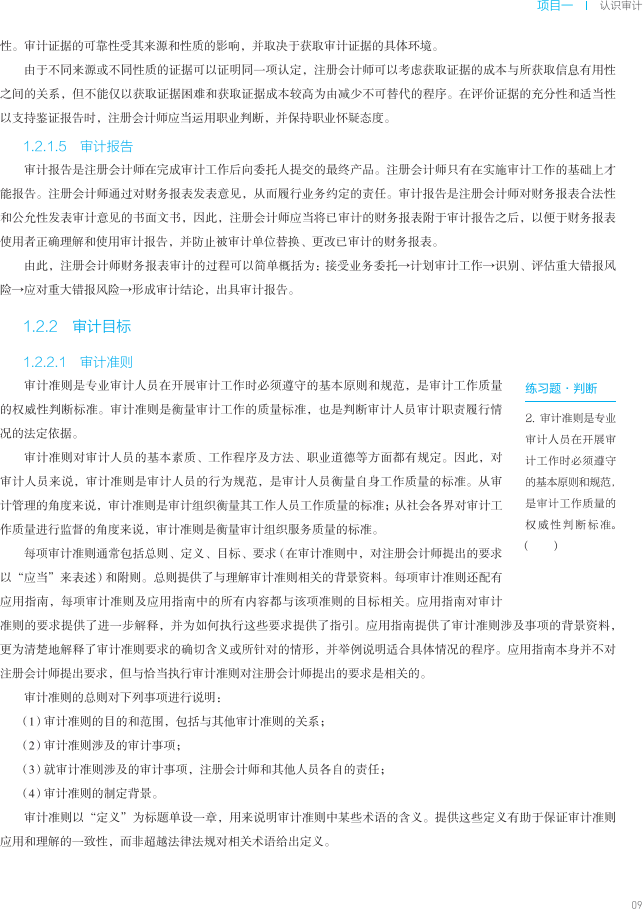 项目一 | 认识审计
性。审计证据的可靠性受其来源和性质的影响，并取决于获取审计证据的具体环境。
由于不同来源或不同性质的证据可以证明同一项认定，注册会计师可以考虑获取证据的成本与所获取信息有用性
之间的关系，但不能仅以获取证据困难和获取证据成本较高为由减少不可替代的程序。在评价证据的充分性和适当性
以支持鉴证报告时，注册会计师应当运用职业判断，并保持职业怀疑态度。
1.2.1.5 审计报告
审计报告是注册会计师在完成审计工作后向委托人提交的最终产品。注册会计师只有在实施审计工作的基础上才
能报告。注册会计师通过对财务报表发表意见，从而履行业务约定的责任。审计报告是注册会计师对财务报表合法性
和公允性发表审计意见的书面文书，因此，注册会计师应当将已审计的财务报表附于审计报告之后，以便于财务报表
使用者正确理解和使用审计报告，并防止被审计单位替换、更改已审计的财务报表。
由此，注册会计师财务报表审计的过程可以简单概括为：接受业务委托→计划审计工作→识别、评估重大错报风
险→应对重大错报风险→形成审计结论，出具审计报告。
1.2.2 审计目标
1.2.2.1 审计准则
审计准则是专业审计人员在开展审计工作时必须遵守的基本原则和规范，是审计工作质量
的权威性判断标准。审计准则是衡量审计工作的质量标准，也是判断审计人员审计职责履行情
况的法定依据。
审计准则对审计人员的基本素质、工作程序及方法、职业道德等方面都有规定。因此，对
审计人员来说，审计准则是审计人员的行为规范，是审计人员衡量自身工作质量的标准。从审
计管理的角度来说，审计准则是审计组织衡量其工作人员工作质量的标准；从社会各界对审计工
作质量进行监督的角度来说，审计准则是衡量审计组织服务质量的标准。
每项审计准则通常包括总则、定义、目标、要求（在审计准则中，对注册会计师提出的要求
以“应当”来表述）和附则。总则提供了与理解审计准则相关的背景资料。每项审计准则还配有
应用指南，每项审计准则及应用指南中的所有内容都与该项准则的目标相关。应用指南对审计
准则的要求提供了进一步解释，并为如何执行这些要求提供了指引。应用指南提供了审计准则涉及事项的背景资料，
更为清楚地解释了审计准则要求的确切含义或所针对的情形，并举例说明适合具体情况的程序。应用指南本身并不对
注册会计师提出要求，但与恰当执行审计准则对注册会计师提出的要求是相关的。
审计准则的总则对下列事项进行说明：
（1）审计准则的目的和范围，包括与其他审计准则的关系；
（2）审计准则涉及的审计事项；
（3）就审计准则涉及的审计事项，注册会计师和其他人员各自的责任；
（4）审计准则的制定背景。
审计准则以“定义”为标题单设一章，用来说明审计准则中某些术语的含义。提供这些定义有助于保证审计准则
应用和理解的一致性，而非超越法律法规对相关术语给出定义。
练习题·判断
2. 审计准则是专业
审计人员在开展审
计工作时必须遵守
的基本原则和规范，
是审计工作质量的
权威性判断标准。
（　　）
09